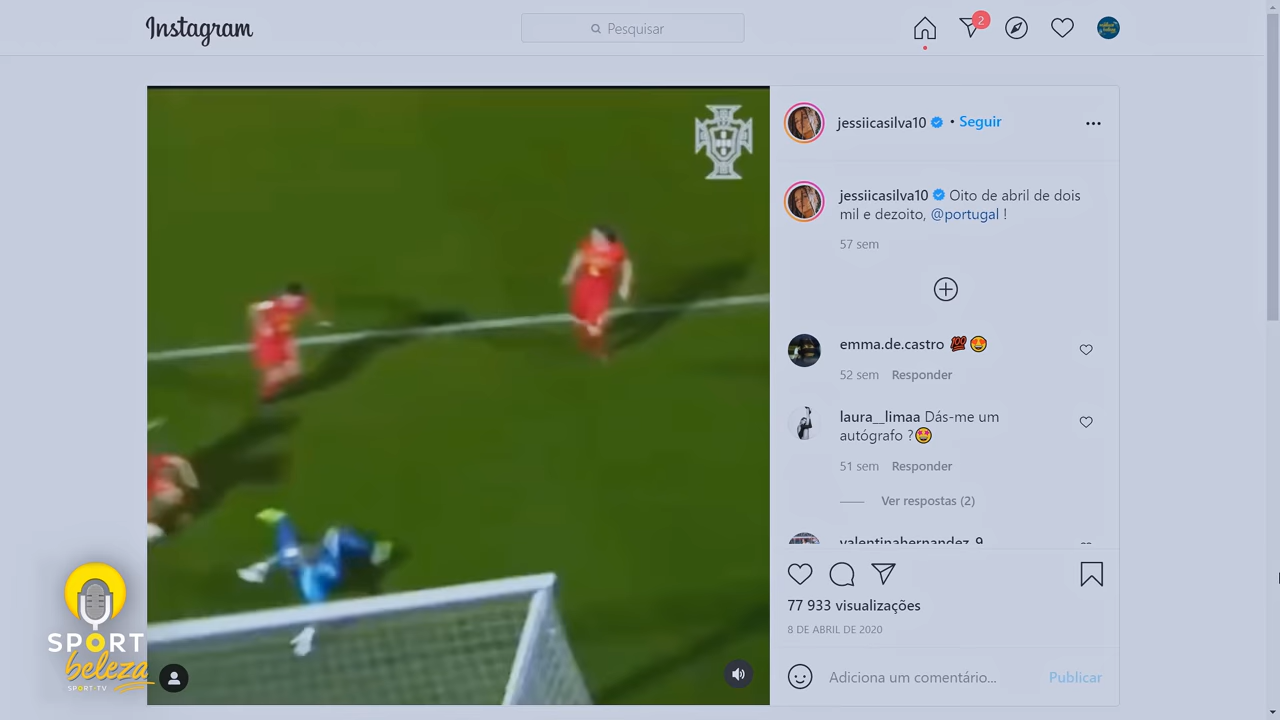 Instagram
Pesquisar
2
jessiicasilva10 • Seguir
jessiicasilva10 Oito de abril de dois
mil e dezoito, @portugal !
57 sem
emma.de.castro 💯😍
52 sem Responder
laura__limaa Dás-me um
autógrafo ?🤩
51 sem Responder
Ver respostas (2)
valentinahernandez_9
77 933 visualizações
8 DE ABRIL DE 2020
Adiciona um comentário... Publicar
SPORT
beleza
SPORT·TV